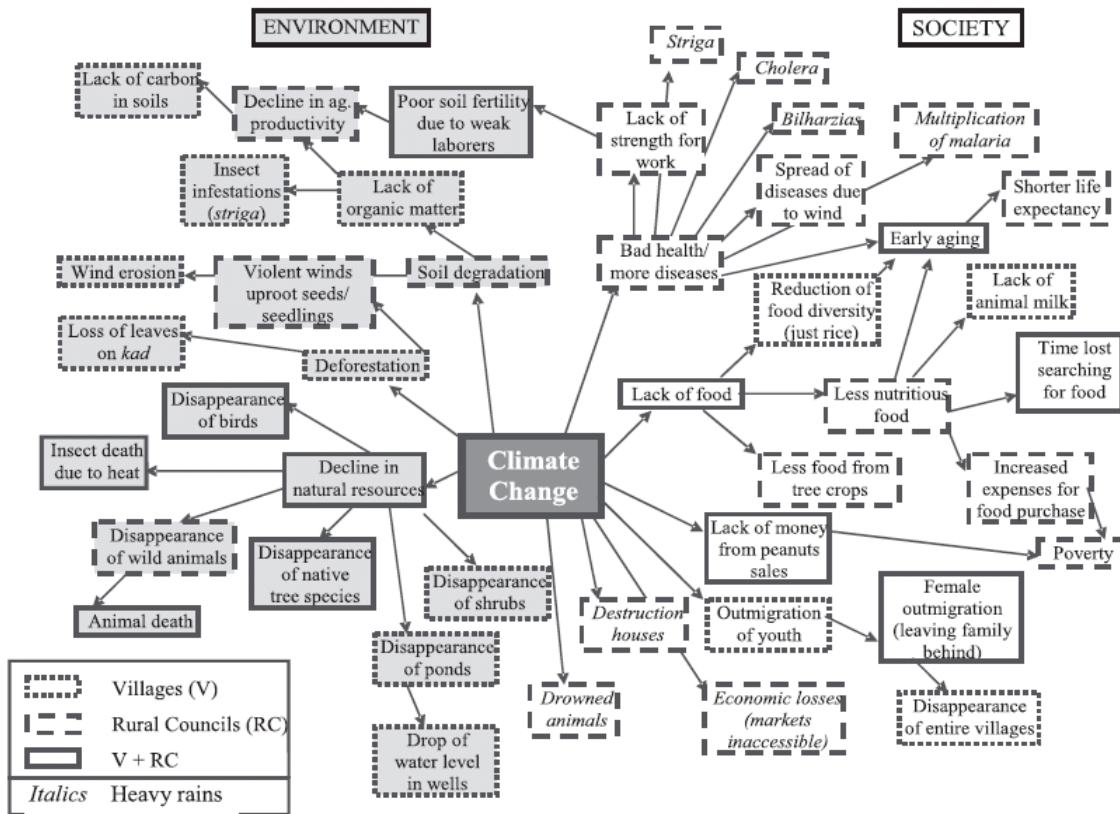 ENVIRONMENT
SOCIETY
Striga
Cholera
Lack of carbon
in soils
Decline in ag.
productivity
Poor soil fertility
due to weak
laborers
Lack of
strength for
work
Bilharzias
Multiplication
of malaria
Insect
infestations
(striga)
Lack of
organic matter
Spread of
diseases due
to wind
Shorter life
expectancy
Bad health/
more diseases
Early aging
Wind erosion
Violent winds
uproot seeds/
seedlings
Soil degradation
Reduction of
food diversity
(just rice)
Lack of
animal milk
Loss of leaves
on kad
Deforestation
Time lost
searching
for food
Disappearance
of birds
Lack of food
Less nutritious
food
Insect death
due to heat
Decline in
natural resources
Climate
Change
Less food from
tree crops
Increased
expenses for
food purchase
Disappearance
of wild animals
Disappearance
of native
tree species
Disappearance
of shrubs
Lack of money
from peanuts
sales
Poverty
Animal death
Destruction
houses
Outmigration
of youth
Female
outmigration
(leaving family
behind)
Disappearance
of ponds
Drowned
animals
Economic losses
(markets
inaccessible)
Disappearance
of entire villages
Drop of
water level
in wells
Villages (V)
Rural Councils (RC)
V + RC
Italics Heavy rains